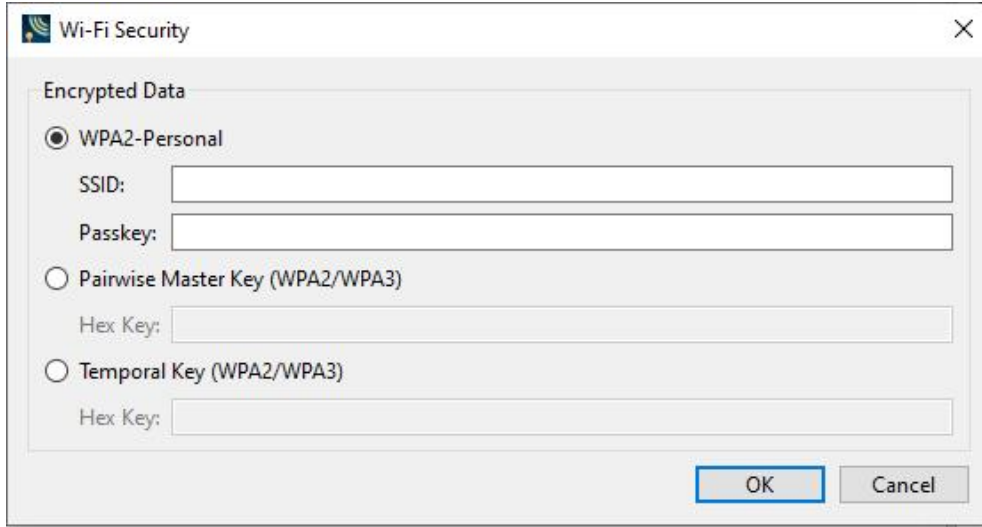 Wi-Fi Security
Encrypted Data
WPA2-Personal
SSID:
Passkey:
Pairwise Master Key (WPA2/WPA3)
Hex Key:
Temporal Key (WPA2/WPA3)
Hex Key:
OK Cancel